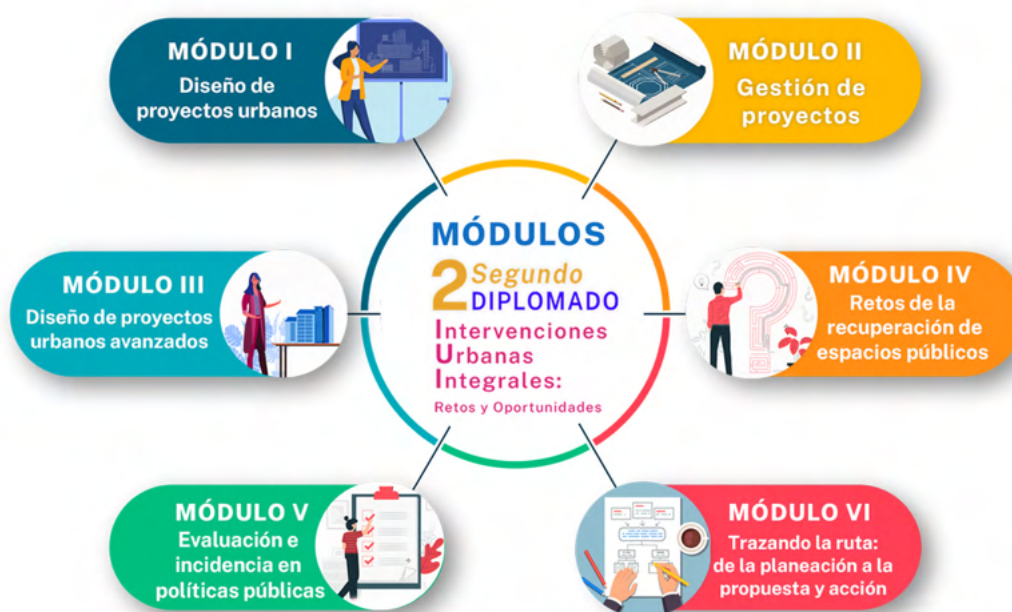 MÓDULO I
Diseño de
proyectos urbanos
MÓDULO II
Gestión de
proyectos
MÓDULOS
2 Segundo
DIPLOMADO
Intervenciones
Urbanas
Integrales:
Retos y Oportunidades
MÓDULO III
Diseño de proyectos
urbanos avanzados
MÓDULO IV
Retos de la
recuperación de
espacios públicos
MÓDULO V
Evaluación e
incidencia en
políticas públicas
MÓDULO VI
Trazando la ruta:
de la planeación a la
propuesta y acción